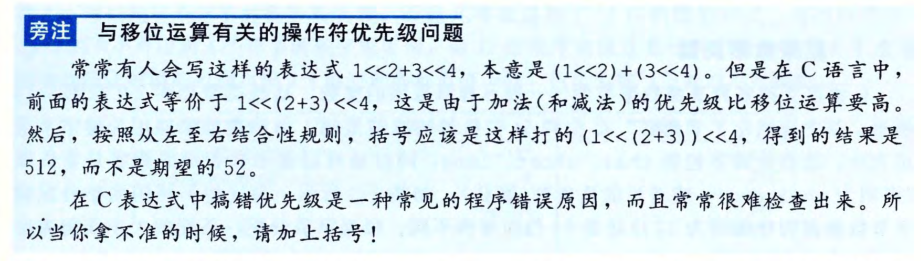 旁注 与移位运算有关的操作符优先级问题
常常有人会写这样的表达式 1<<2+3<<4，本意是 (1<<2)+(3<<4)。但是在 C 语言中，
前面的表达式等价于 1<<(2+3)<<4，这是由于加法(和减法)的优先级比移位运算要高。
然后，按照从左至右结合性规则，括号应该是这样打的 (1<<(2+3))<<4，得到的结果是
512，而不是期望的 52。
在 C 表达式中搞错优先级是一种常见的程序错误原因，而且常常很难检查出来。所
以当你拿不准的时候，请加上括号！